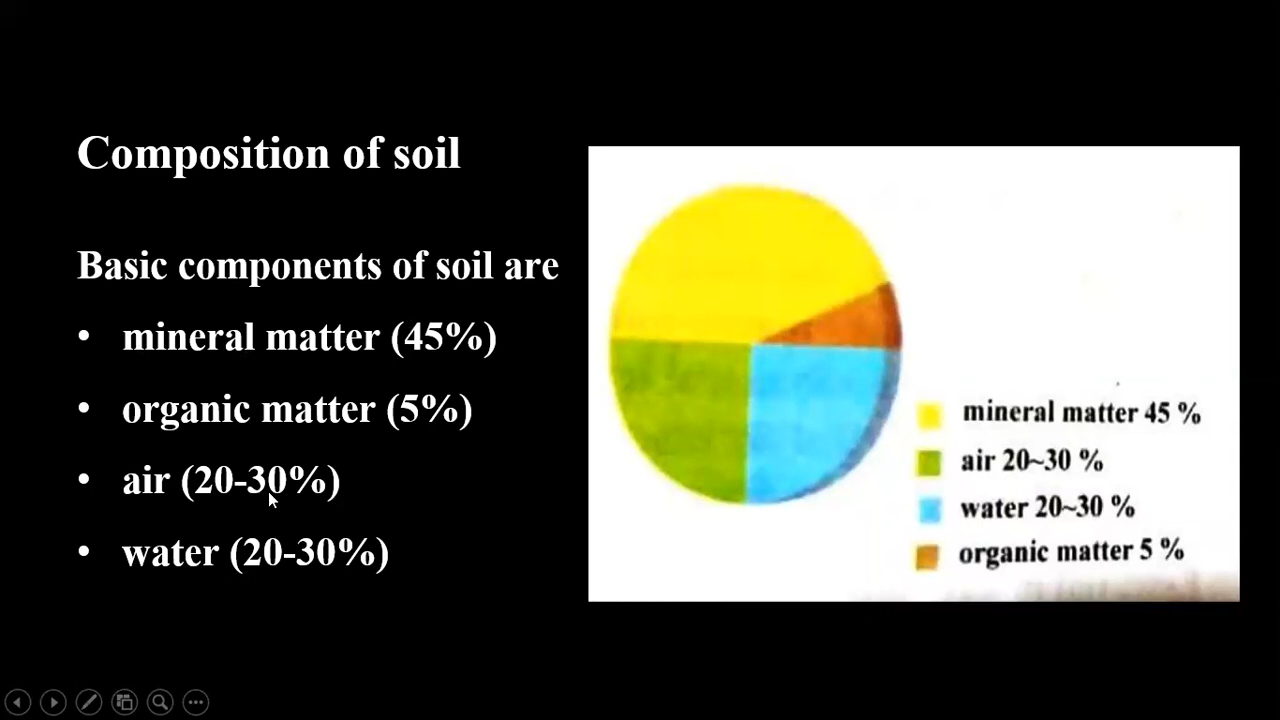 Composition of soil
Basic components of soil are
• mineral matter (45%)
• organic matter (5%)
• air (20-30%)
• water (20-30%)
mineral matter 45 %
air 20~30 %
water 20~30 %
organic matter 5 %